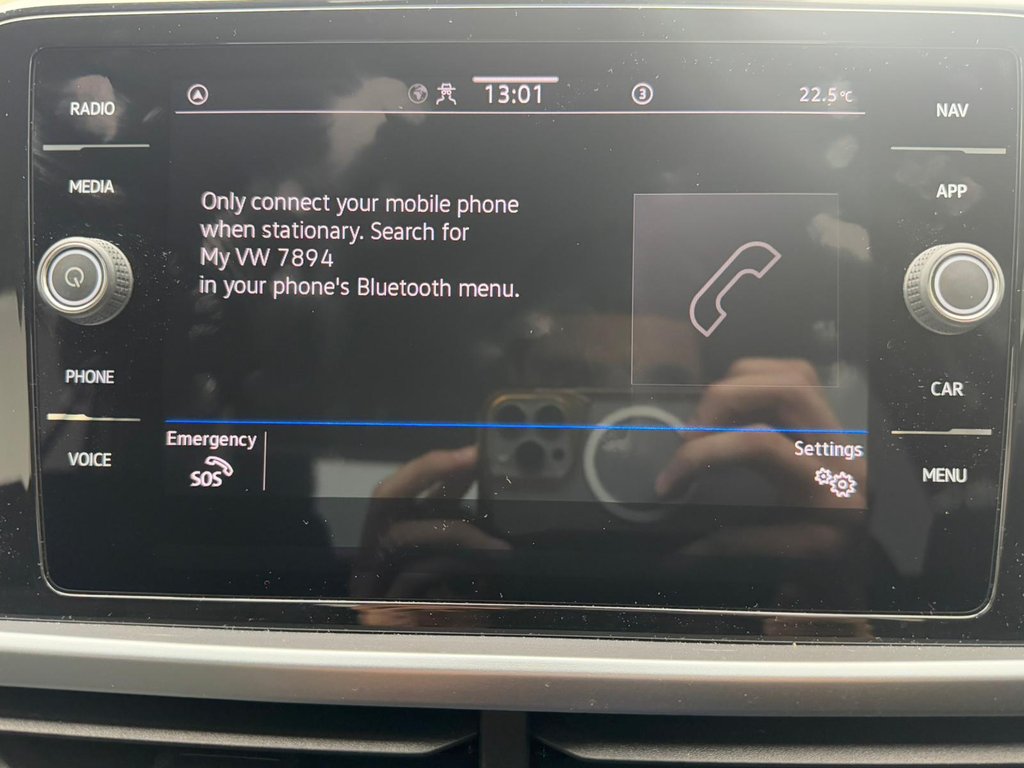 RADIO
13:01
3
22.5°C
NAV
MEDIA
APP
Only connect your mobile phone
when stationary. Search for
My VW 7894
in your phone's Bluetooth menu.
PHONE
CAR
Emergency
SOS
Settings
VOICE
MENU